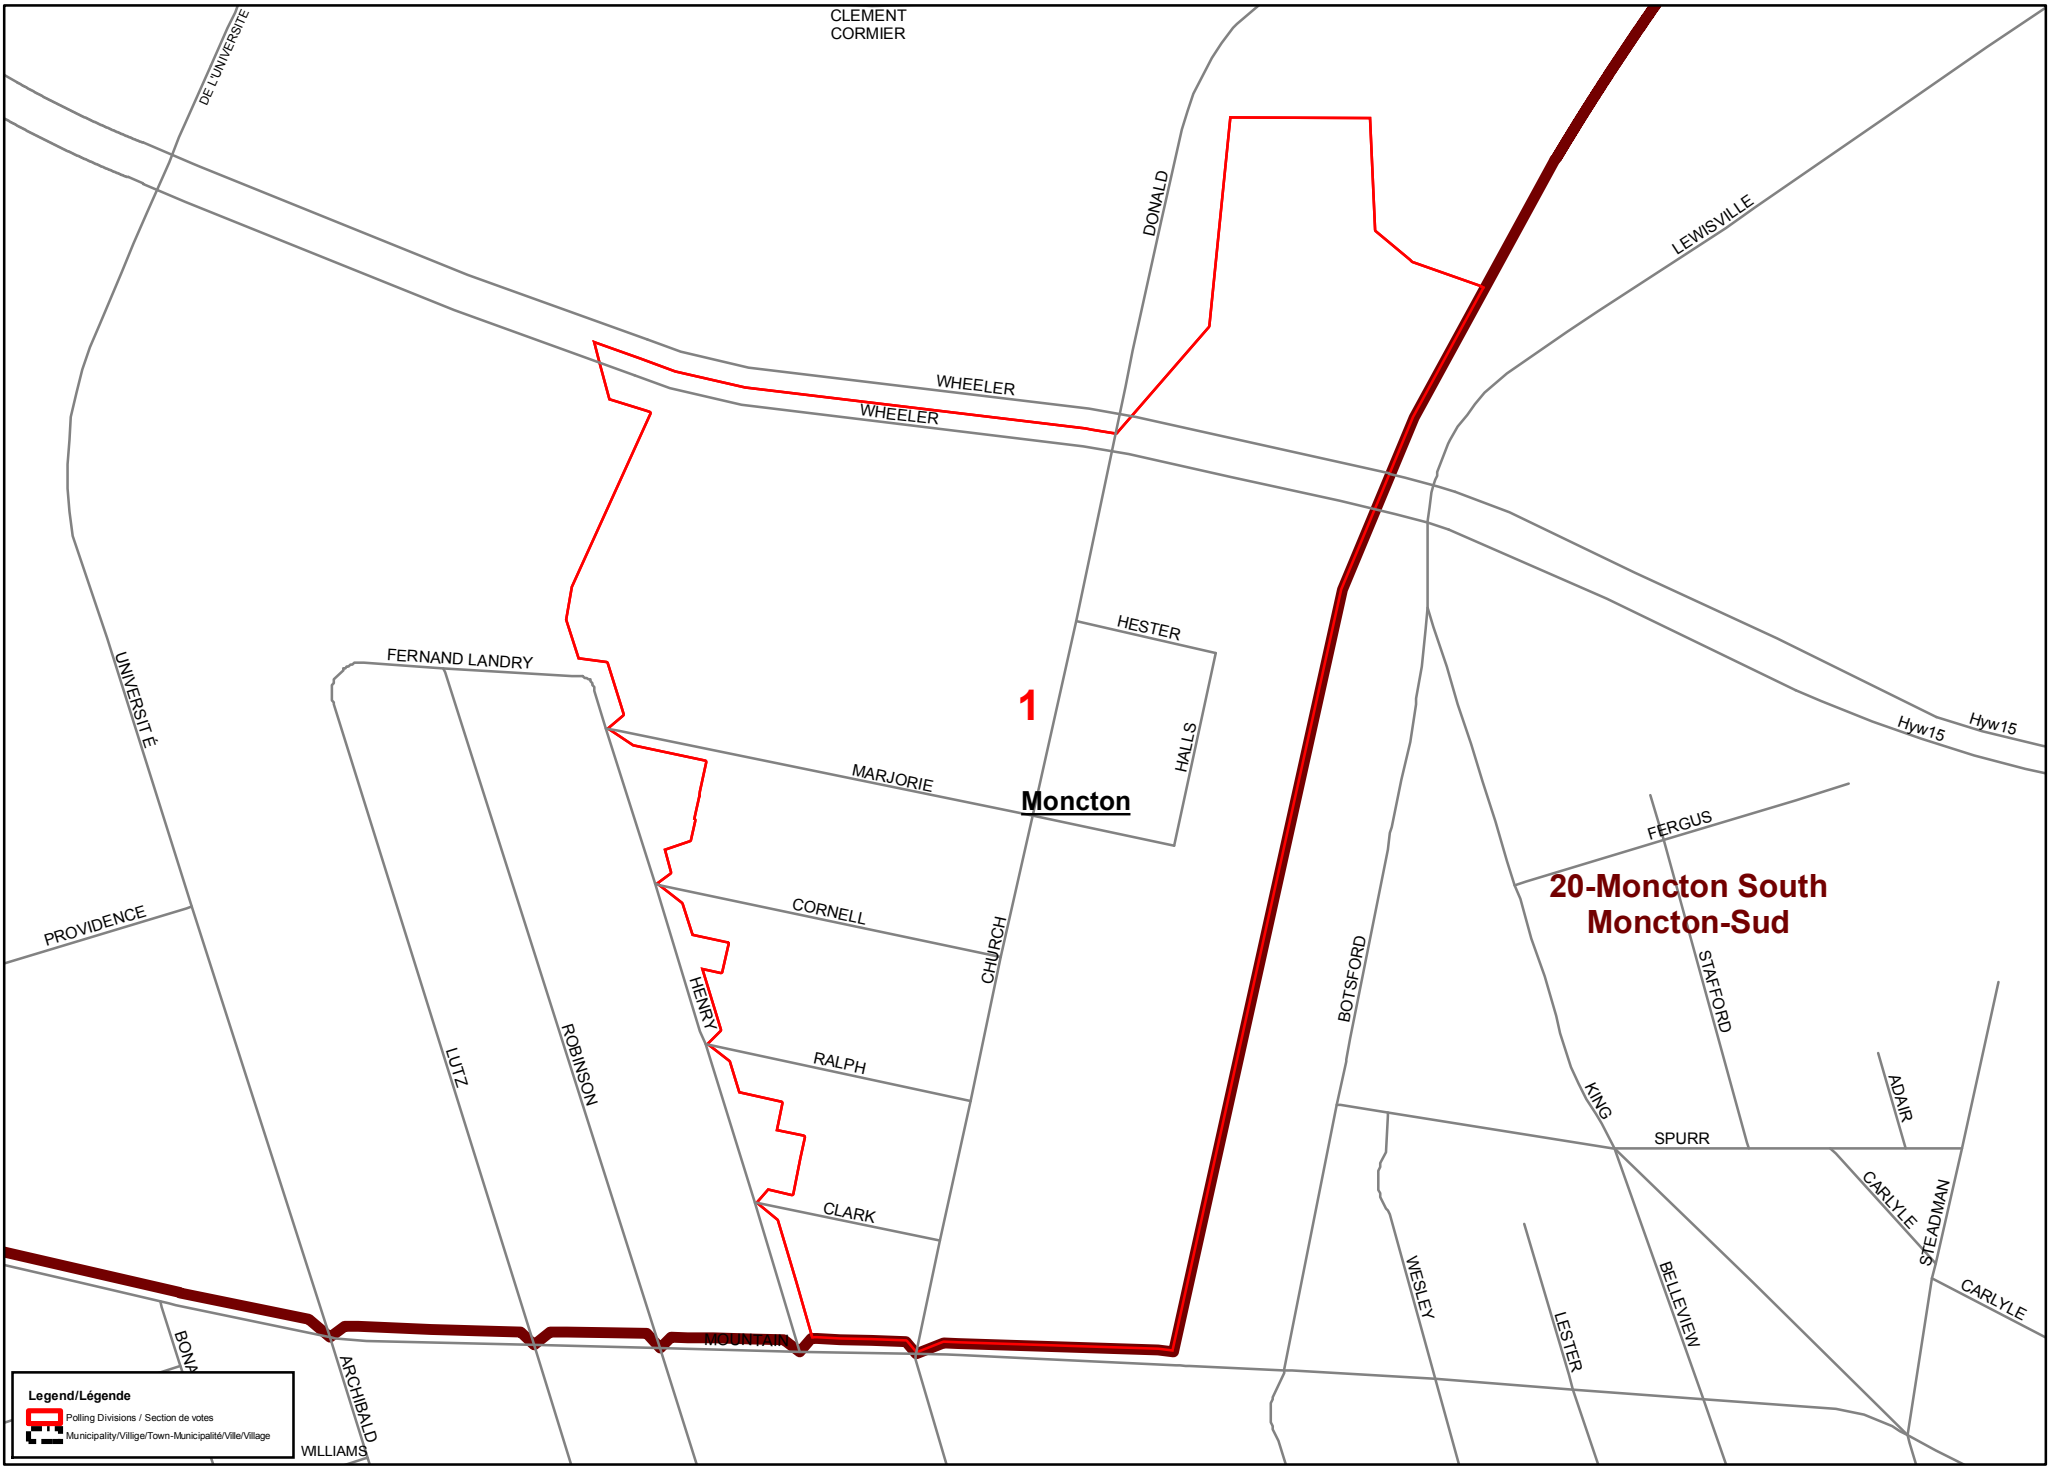 CLEMENT
CORMIER
DE L'UNIVERSITE
DONALD
LEWISVILLE
WHEELER
WHEELER
HESTER
FERNAND LANDRY
UNIVERSITÉ
1
HALLS
Hyw15
Hyw15
MARJORIE
Moncton
FERGUS
20-Moncton South
Moncton-Sud
PROVIDENCE
CORNELL
CHURCH
BOTSFORD
STAFFORD
HENRY
LUTZ
ROBINSON
RALPH
KING
ADAIR
SPURR
CARLYLE
STEADMAN
CLARK
WESLEY
BELLEVIEW
LESTER
CARLYLE
MOUNTAIN
BONA
ARCHIBALD
WILLIAMS
Legend/Légende
Polling Divisions / Section de votes
Municipality/Villige/Town-Municipalité/Ville/Village